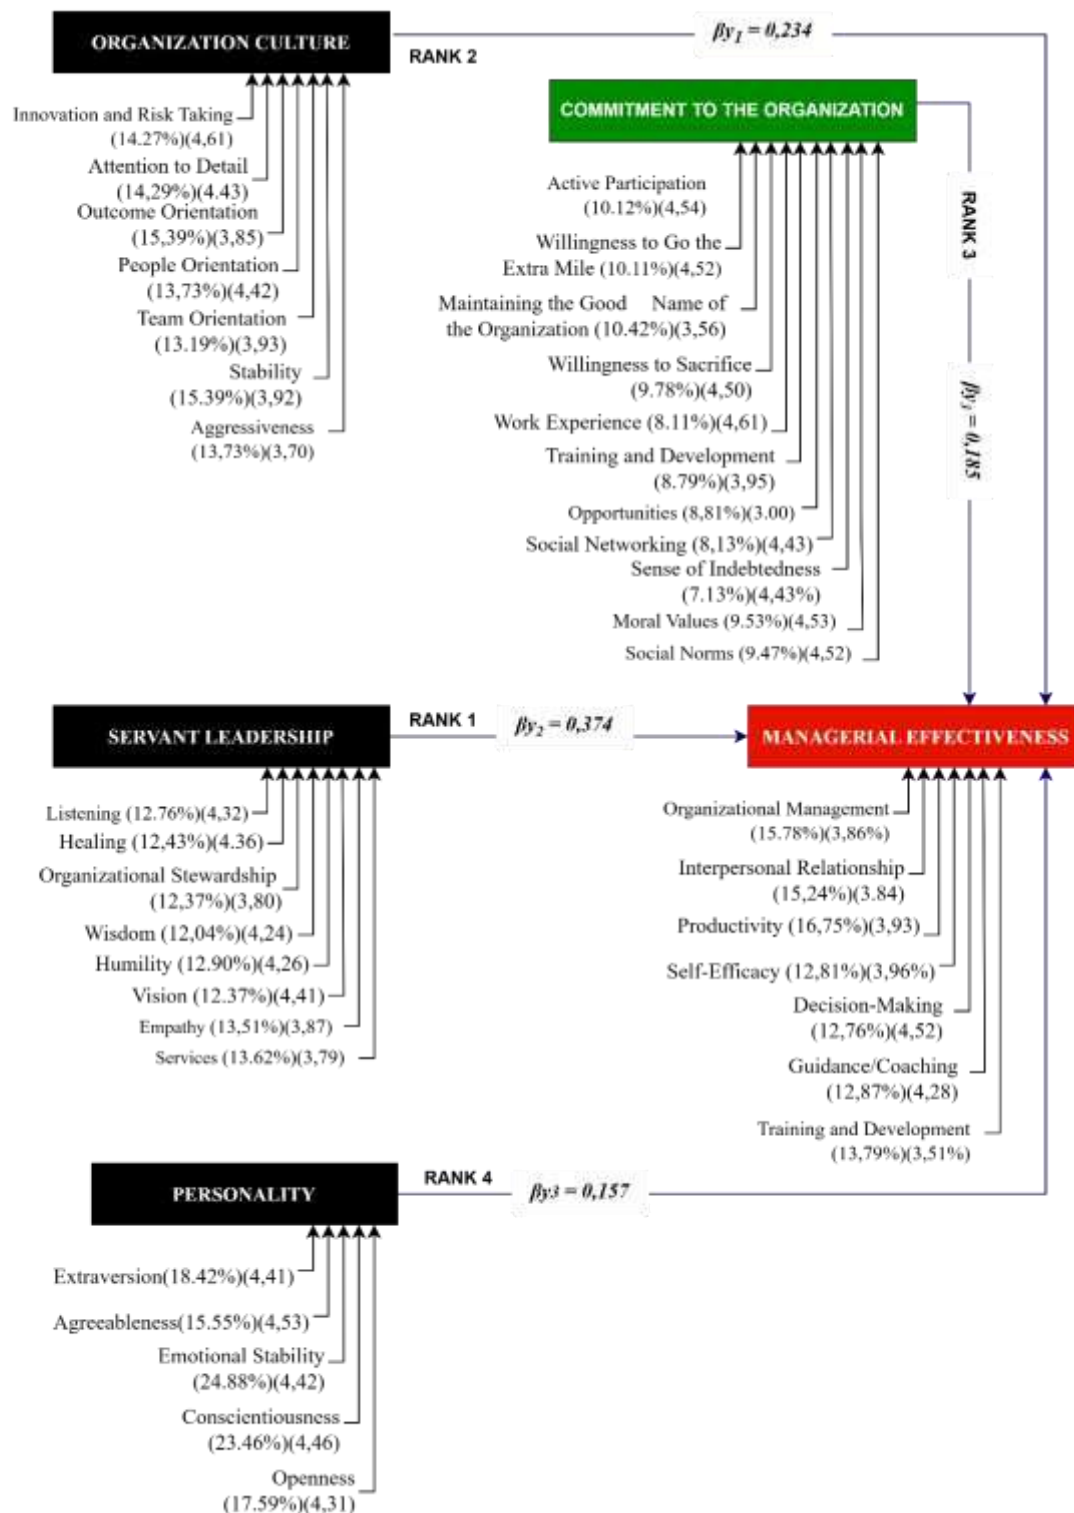 ORGANIZATION CULTURE
RANK 2
βy1 = 0,234
Innovation and Risk Taking
(14.27%)(4,61)
Attention to Detail
(14,29%)(4.43)
Outcome Orientation
(15,39%)(3,85)
People Orientation
(13,73%)(4,42)
Team Orientation
(13.19%)(3,93)
Stability
(15.39%)(3,92)
Aggressiveness
(13,73%)(3,70)
COMMITMENT TO THE ORGANIZATION
RANK 3
Active Participation
(10.12%)(4,54)
Willingness to Go the
Extra Mile (10.11%)(4,52)
Maintaining the Good Name of
the Organization (10.42%)(3,56)
Willingness to Sacrifice
(9.78%)(4,50)
Work Experience (8.11%)(4,61)
Training and Development
(8.79%)(3,95)
Opportunities (8,81%)(3.00)
Social Networking (8,13%)(4,43)
Sense of Indebtedness
(7.13%)(4,43%)
Moral Values (9.53%)(4,53)
Social Norms (9.47%)(4,52)
= 0,185
SERVANT LEADERSHIP
RANK 1
βy2 = 0,374
MANAGERIAL EFFECTIVENESS
Listening (12.76%)(4,32)
Healing (12,43%)(4.36)
Organizational Stewardship
(12,37%)(3,80)
Wisdom (12,04%)(4,24)
Humility (12.90%)(4,26)
Vision (12.37%)(4,41)
Empathy (13,51%)(3,87)
Services (13.62%)(3,79)
Organizational Management
(15.78%)(3,86%)
Interpersonal Relationship
(15,24%)(3.84)
Productivity (16,75%)(3,93)
Self-Efficacy (12,81%)(3,96%)
Decision-Making
(12,76%)(4,52)
Guidance/Coaching
(12,87%)(4,28)
Training and Development
(13,79%)(3,51%)
PERSONALITY
RANK 4
βy3 = 0,157
Extraversion(18.42%)(4,41)
Agreeableness(15.55%)(4,53)
Emotional Stability
(24.88%)(4,42)
Conscientiousness
(23.46%)(4,46)
Openness
(17.59%)(4,31)